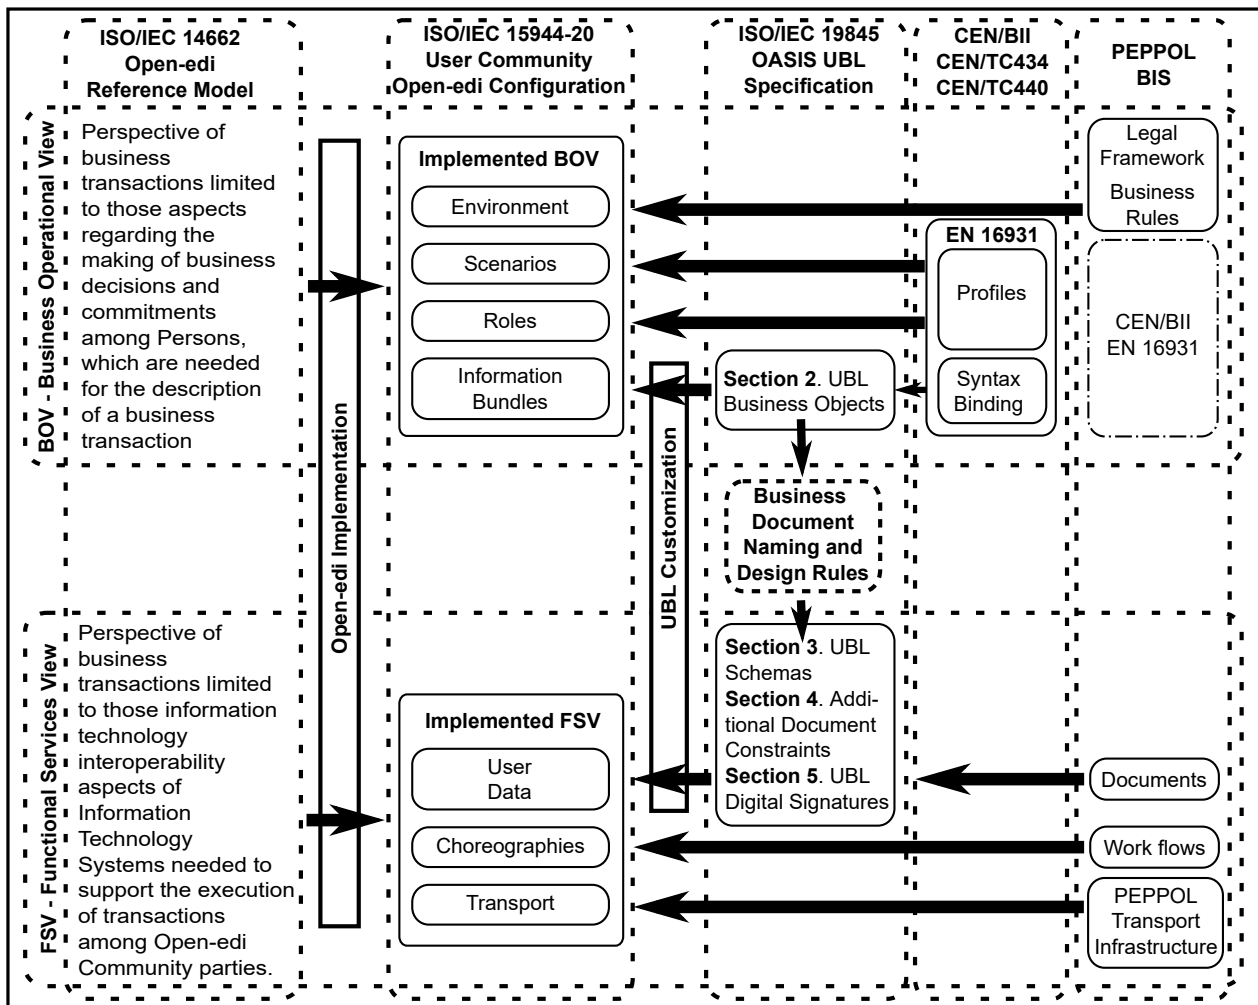 ISO/IEC 14662
Open-edi
Reference Model
ISO/IEC 15944-20
User Community
Open-edi Configuration
ISO/IEC 19845
OASIS UBL
Specification
CEN/BII
CEN/TC434
CEN/TC440
PEPPOL
BIS
BOV - Business Operational View
Perspective of
business
transactions limited
to those aspects
regarding the
making of business
decisions and
commitments
among Persons,
which are needed
for the description
of a business
transaction
Open-edi Implementation
Implemented BOV
Environment
Scenarios
Roles
Information
Bundles
UBL Customization
Section 2. UBL
Business Objects
EN 16931
Profiles
Syntax
Binding
Legal
Framework
Business
Rules
CEN/BII
EN 16931
Business
Document
Naming and
Design Rules
FSV - Functional Services View
Perspective of
business
transactions limited
to those information
technology
interoperability
aspects of
Information
Technology
Systems needed to
support the execution
of transactions
among Open-edi
Community parties.
Implemented FSV
User
Data
Choreographies
Transport
Section 3. UBL
Schemas
Section 4. Addi-
tional Document
Constraints
Section 5. UBL
Digital Signatures
Documents
Work flows
PEPPOL
Transport
Infrastructure